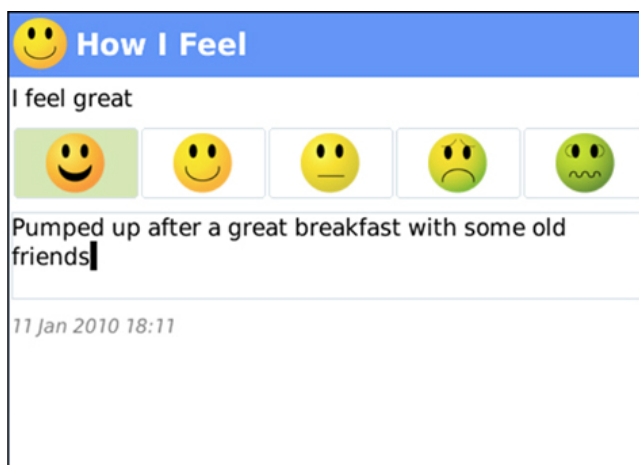 How I Feel
I feel great
Pumped up after a great breakfast with some old
friends
11 Jan 2010 18:11